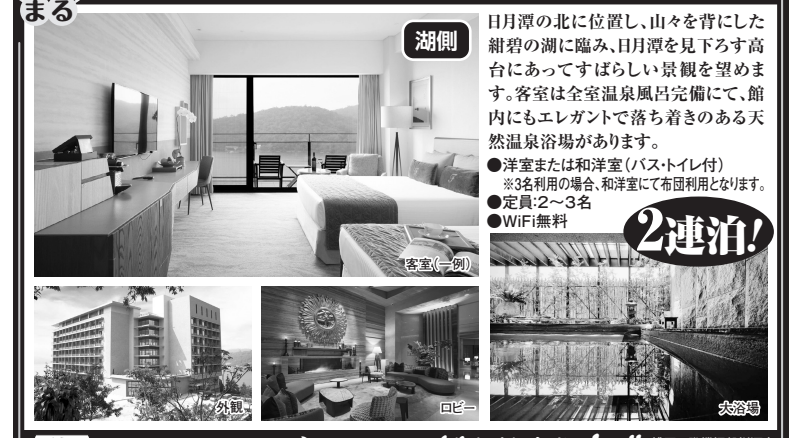 まる
湖側
日月潭の北に位置し、山々を背にした
紺碧の湖に臨み、日月潭を見下ろす高
台にあってすばらしい景観を望めま
す。客室は全室温泉風呂完備にて、館
内にもエレガントで落ち着きのある天
然温泉浴場があります。
●洋室または和洋室（バス・トイレ付）
※3名利用の場合、和洋室にて布団利用となります。
●定員：2〜3名
●WiFi無料
2連泊!
客室（一例）
外観
ロビー
大浴場